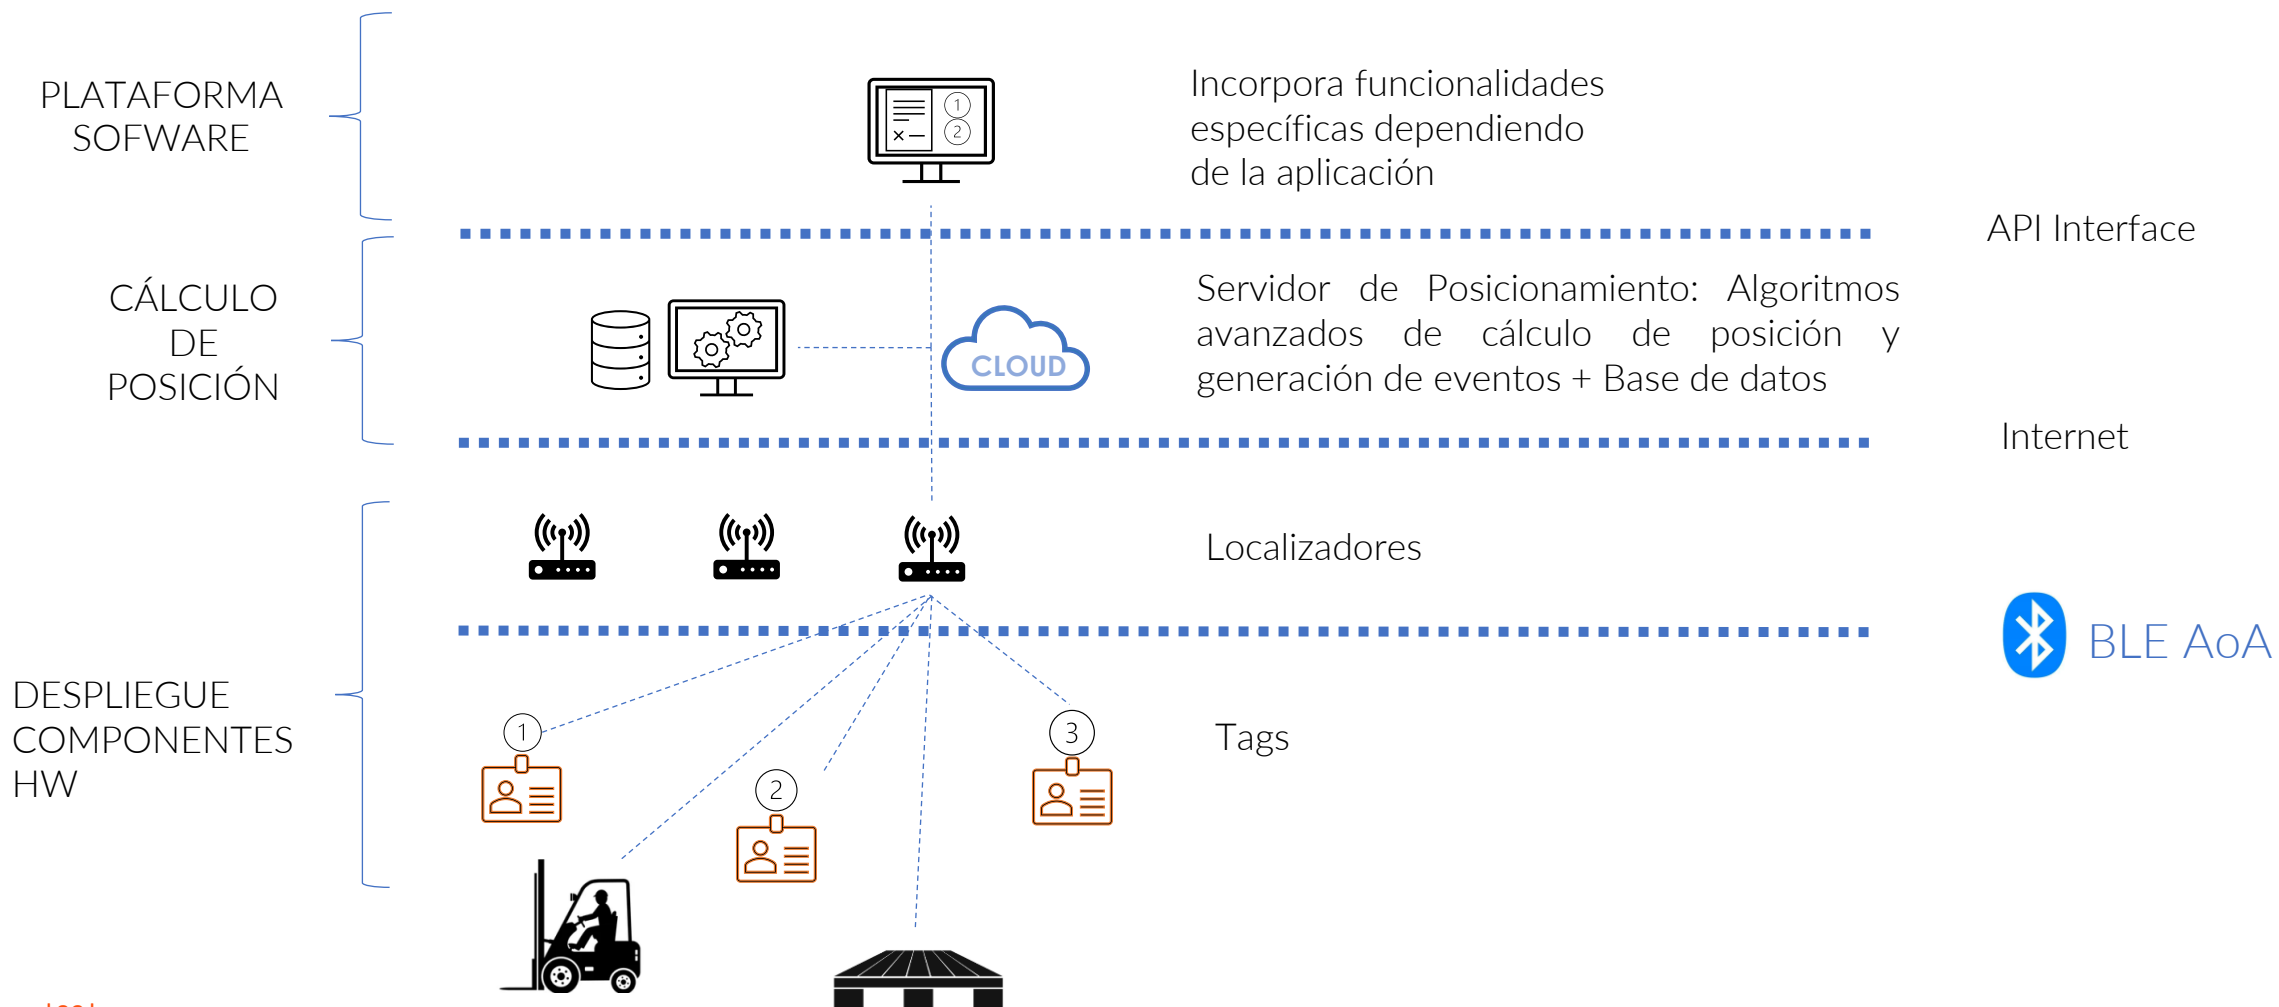 PLATAFORMA
SOFWARE
1
2
Incorpora funcionalidades
específicas dependiendo
de la aplicación
API Interface
CÁLCULO
DE
POSICIÓN
CLOUD
Servidor de Posicionamiento: Algoritmos
avanzados de cálculo de posición y
generación de eventos + Base de datos
Internet
Localizadores
BLE AoA
DESPLIEGUE
COMPONENTES
HW
1
2
3
Tags